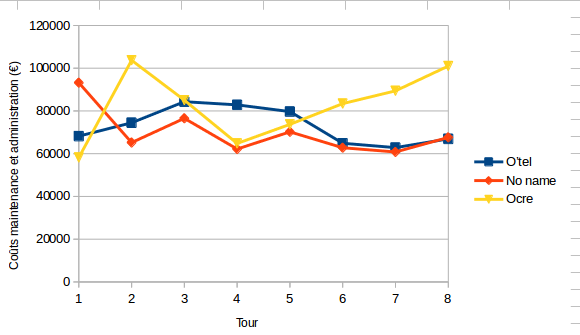 120000
100000
80000
60000
40000
20000
0
Coûts maintenance et administration (€)
1 2 3 4 5 6 7 8
Tour
O'tel
No name
Ocre